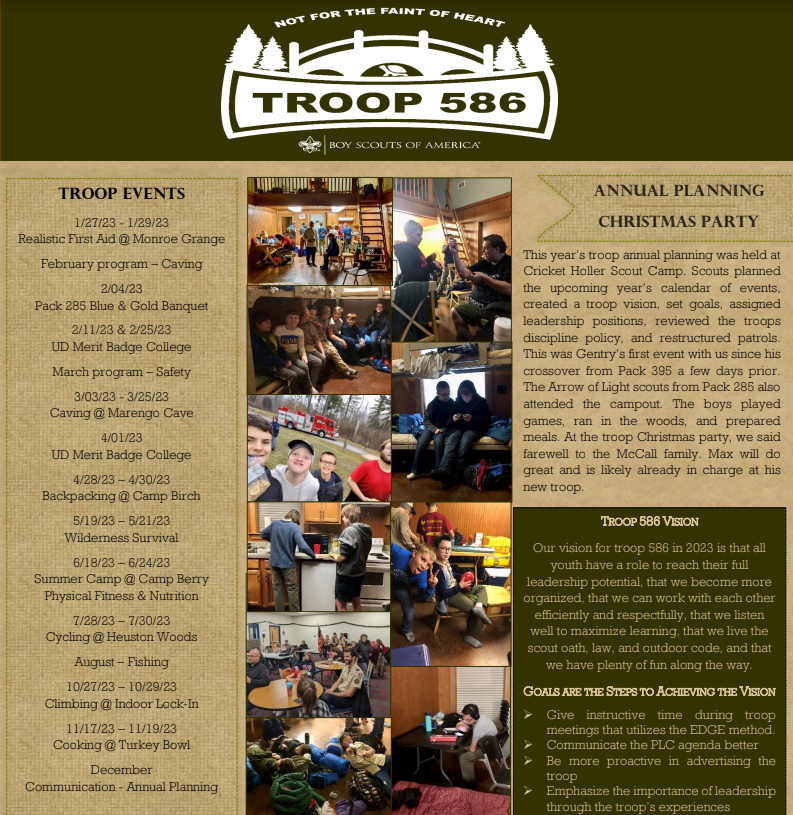 NOT FOR THE FAINT OF HEART
TROOP 586
BOY SCOUTS OF AMERICA®
TROOP EVENTS
1/27/23 - 1/29/23
Realistic First Aid @ Monroe Grange
February program – Caving
2/04/23
Pack 285 Blue & Gold Banquet
2/11/23 & 2/25/23
UD Merit Badge College
March program – Safety
3/03/23 - 3/25/23
Caving @ Marengo Cave
4/01/23
UD Merit Badge College
4/28/23 – 4/30/23
Backpacking @ Camp Birch
5/19/23 – 5/21/23
Wilderness Survival
6/18/23 – 6/24/23
Summer Camp @ Camp Berry
Physical Fitness & Nutrition
7/28/23 – 7/30/23
Cycling @ Heuston Woods
August – Fishing
10/27/23 – 10/29/23
Climbing @ Indoor Lock-In
11/17/23 – 11/19/23
Cooking @ Turkey Bowl
December
Communication - Annual Planning
ANNUAL PLANNING
CHRISTMAS PARTY
This year's troop annual planning was held at
Cricket Holler Scout Camp. Scouts planned
the upcoming year's calendar of events,
created a troop vision, set goals, assigned
leadership positions, reviewed the troops
discipline policy, and restructured patrols.
This was Gentry's first event with us since his
crossover from Pack 395 a few days prior.
The Arrow of Light scouts from Pack 285 also
attended the campout. The boys played
games, ran in the woods, and prepared
meals. At the troop Christmas party, we said
farewell to the McCall family. Max will do
great and is likely already in charge at his
new troop.
TROOP 586 VISION
Our vision for troop 586 in 2023 is that all
youth have a role to reach their full
leadership potential, that we become more
organized, that we can work with each other
efficiently and respectfully, that we listen
well to maximize learning, that we live the
scout oath, law, and outdoor code, and that
we have plenty of fun along the way.
GOALS ARE THE STEPS TO ACHIEVING THE VISION
➢ Give instructive time during troop
meetings that utilizes the EDGE method.
➢ Communicate the PLC agenda better
➢ Be more proactive in advertising the
troop
➢ Emphasize the importance of leadership
through the troop's experiences